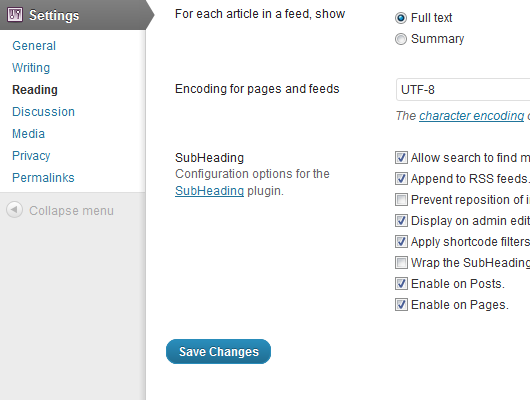 Settings
General
Writing
Reading
Discussion
Media
Privacy
Permalinks
Collapse menu
For each article in a feed, show
Full text
Summary
Encoding for pages and feeds
UTF-8
The character encoding
SubHeading
Configuration options for the
SubHeading plugin.
Allow search to find
Append to RSS feeds.
Prevent reposition of
Display on admin
Apply shortcode filters
Wrap the SubHeading
Enable on Posts.
Enable on Pages.
Save Changes